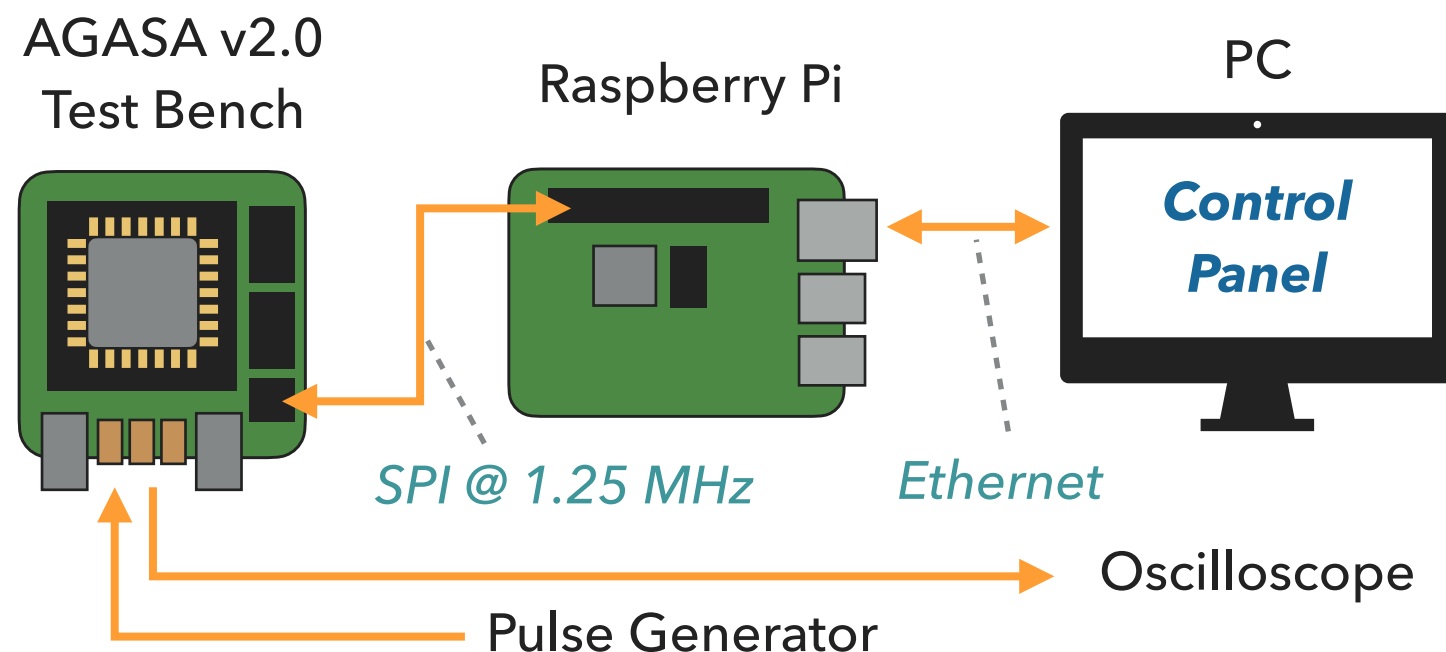 AGASA v2.0
Test Bench
Raspberry Pi
PC
Control
Panel
SPI @ 1.25 MHz
Ethernet
Oscilloscope
Pulse Generator